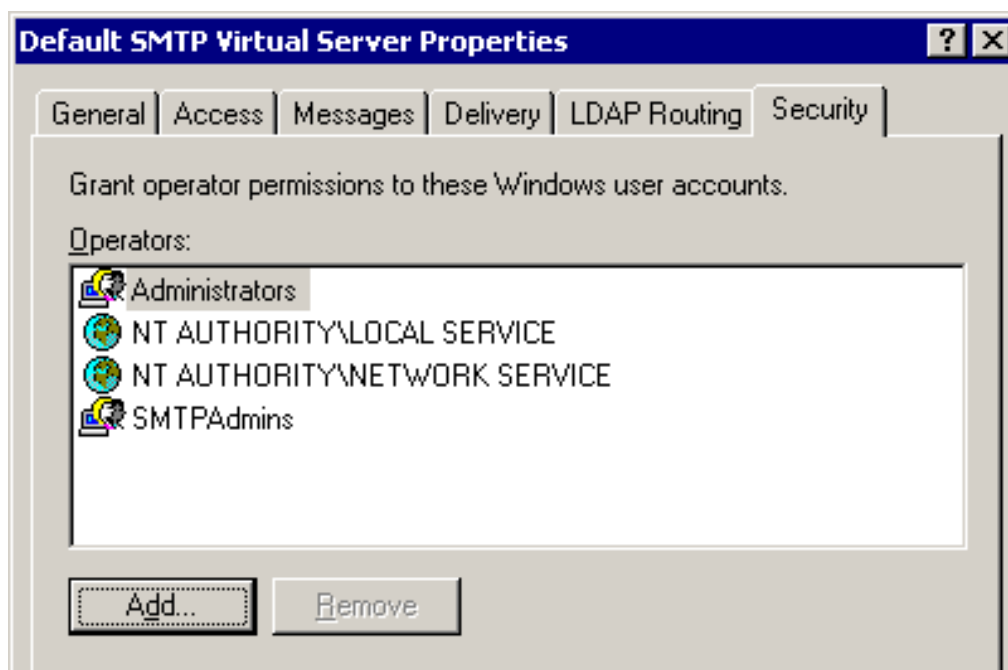 Default SMTP Virtual Server Properties
General Access Messages Delivery LDAP Routing Security
Grant operator permissions to these Windows user accounts.
Operators:
Administrators
NT AUTHORITY\LOCAL SERVICE
NT AUTHORITY\NETWORK SERVICE
SMTPAdmins
Add... Remove